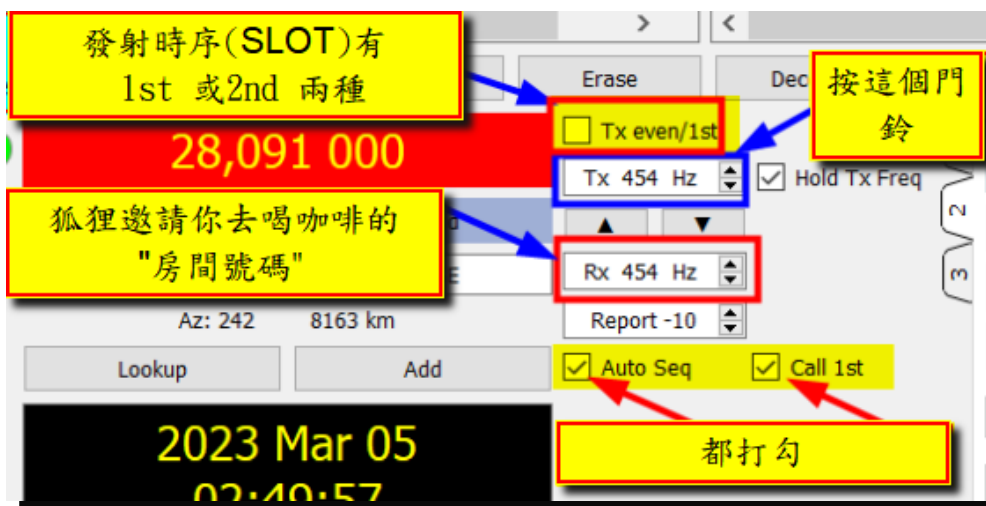 發射時序(SLOT)有
1st 或2nd 兩種
>
<
Erase
Dec
按這個門
鈴
Tx even/1st
28,091 000
Tx 454 Hz
Hold Tx Freq
狐狸邀請你去喝咖啡的
"房間號碼"
▲
▼
2
Rx 454 Hz
3
Az: 242 8163 km
Report -10
Lookup
Add
Auto Seq
Call 1st
2023 Mar 05
02:49:57
都打勾